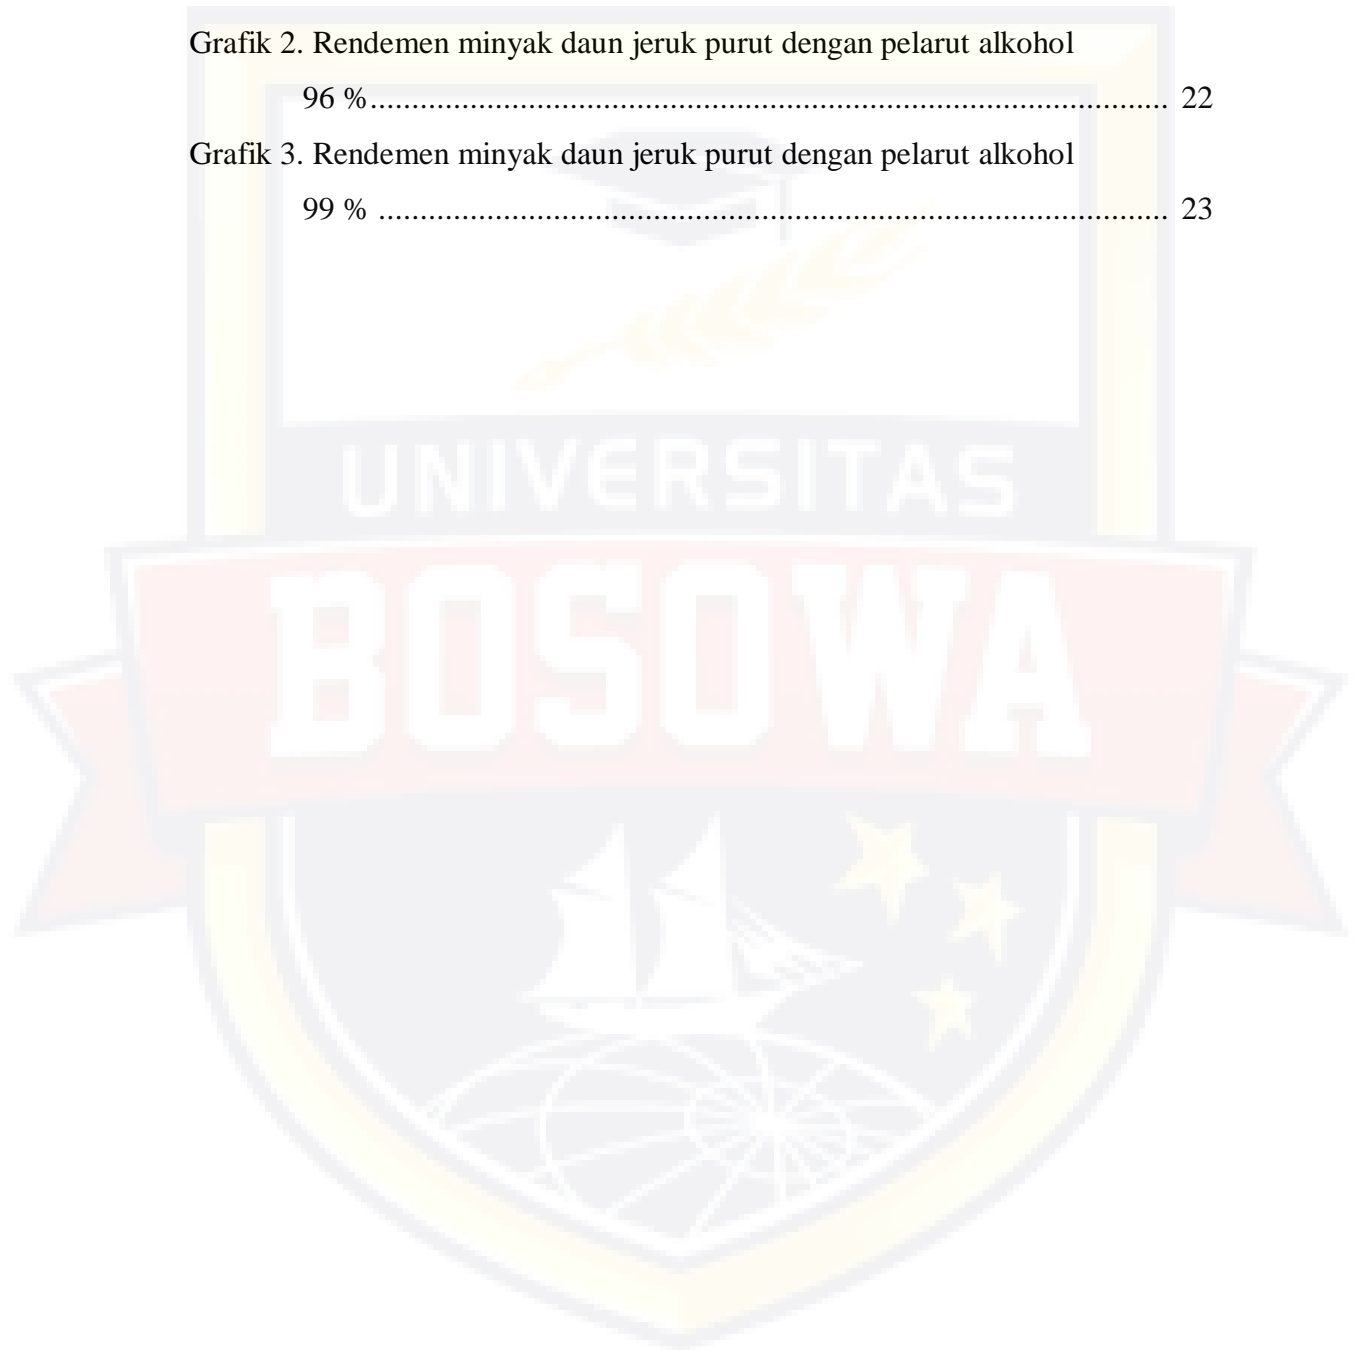 Grafik 2. Rendemen minyak daun jeruk purut dengan pelarut alkohol
96 %.................................................................................................. 22
Grafik 3. Rendemen minyak daun jeruk purut dengan pelarut alkohol
99 % ................................................................................................. 23
UNIVERSITAS
BOSOWA